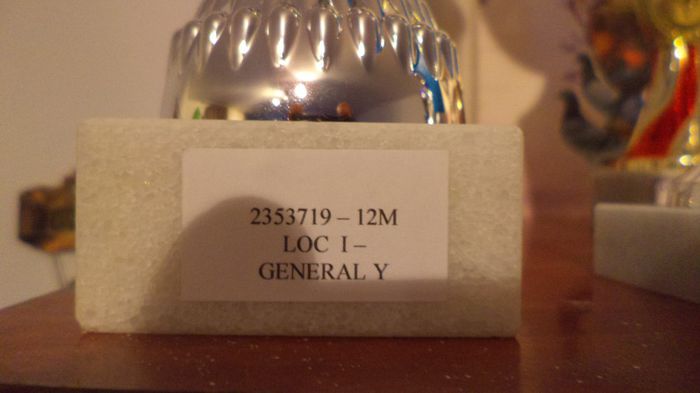 2353719 – 12M
LOC I –
GENERAL Y